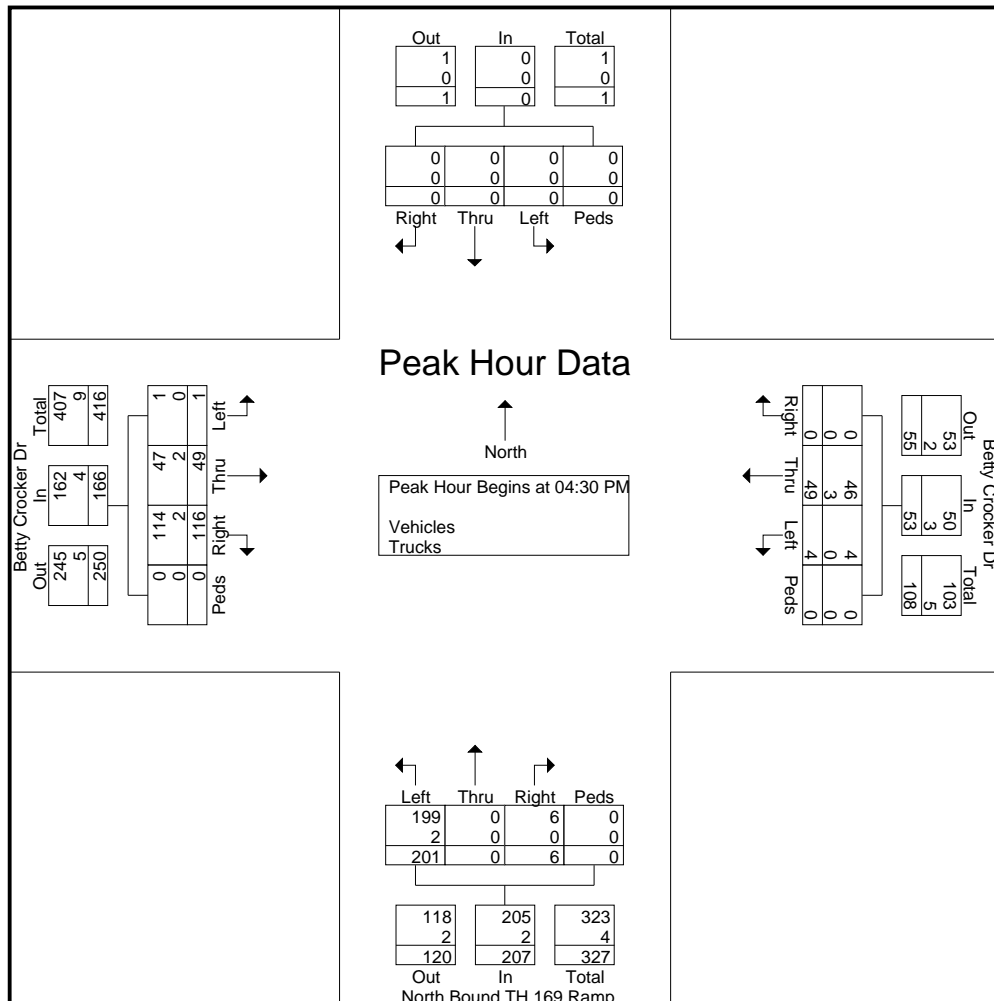 Out In Total
1 0 1
0 0 0
1 0 1
0 0 0 0
0 0 0 0
0 0 0 0
Right Thru Left Peds
Peak Hour Data
North
Peak Hour Begins at 04:30 PM
Vehicles
Trucks
Betty Crocker Dr
Out In Total
245 162 407
5 4 9
250 166 416
0 114 47 1
0 2 2 0
0 116 49 1
Peds Right Thru Left
Betty Crocker Dr
Out In Total
53 50 103
2 3 5
55 53 108
0 46 4 0
0 3 0 0
0 49 4 0
Right Thru Left Peds
Left Thru Right Peds
199 0 6 0
2 0 0 0
201 0 6 0
118 205 323
2 2 4
120 207 327
Out In Total
North Bound TH 169 Ramp